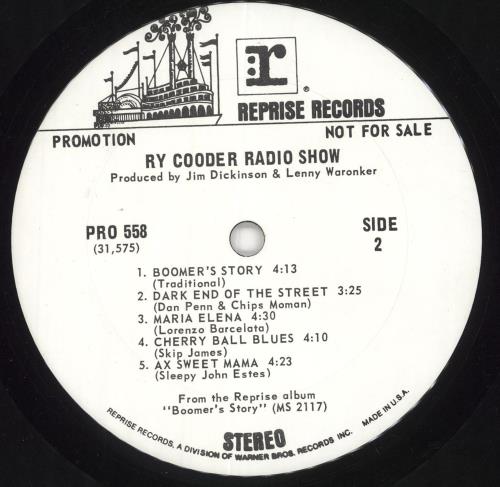 r®
REPRISE RECORDS
PROMOTION
NOT FOR SALE
RY COODER RADIO SHOW
Produced by Jim Dickinson & Lenny Waronker
PRO 558
(31,575)
SIDE
2
1. BOOMER'S STORY 4:13
(Traditional)
2. DARK END OF THE STREET 3:25
(Dan Penn & Chips Moman)
3. MARIA ELENA 4:30
(Lorenzo Barcelata)
4. CHERRY BALL BLUES 4:10
(Skip James)
5. AX SWEET MAMA 4:23
(Sleepy John Estes)
From the Reprise album
"Boomer's Story" (MS 2117)
STEREO
REPRISE RECORDS, A DIVISION OF WARNER BROS. RECORDS INC.
MADE IN U.S.A.